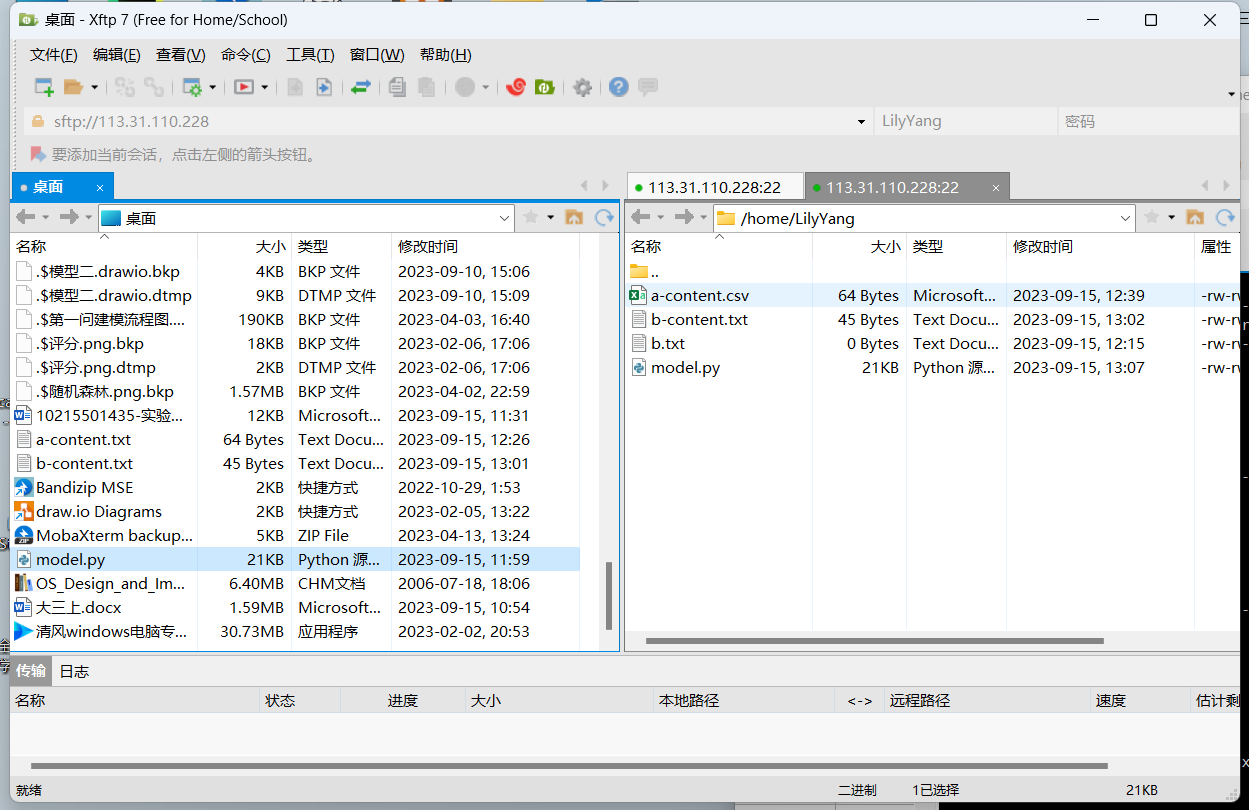 桌面 - Xftp 7 (Free for Home/School)
文件(F) 编辑(E) 查看(V) 命令(C) 工具(T) 窗口(W) 帮助(H)
sftp://113.31.110.228 LilyYang 密码
要添加当前会话，点击左侧的箭头按钮。
桌面 × 113.31.110.228:22 113.31.110.228:22 ×
桌面 /home/LilyYang
名称 大小 类型 修改时间 名称 大小 类型 修改时间 属性
.$模型二.drawio.bkp 4KB BKP 文件 2023-09-10, 15:06 ..
.$模型二.drawio.dtmp 9KB DTMP 文件 2023-09-10, 15:09 a-content.csv 64 Bytes Microsoft... 2023-09-15, 12:39 -rw-r
.$第一问建模流程图.... 190KB BKP 文件 2023-04-03, 16:40 b-content.txt 45 Bytes Text Docu... 2023-09-15, 13:02 -rw-r
.$评分.png.bkp 18KB BKP 文件 2023-02-06, 17:06 b.txt 0 Bytes Text Docu... 2023-09-15, 12:15 -rw-r
.$评分.png.dtmp 2KB DTMP 文件 2023-02-06, 17:06 model.py 21KB Python 源... 2023-09-15, 13:07 -rw-r
.$随机森林.png.bkp 1.57MB BKP 文件 2023-04-02, 22:59
10215501435-实验... 12KB Microsoft... 2023-09-15, 11:31
a-content.txt 64 Bytes Text Docu... 2023-09-15, 12:26
b-content.txt 45 Bytes Text Docu... 2023-09-15, 13:01
Bandizip MSE 2KB 快捷方式 2022-10-29, 1:53
draw.io Diagrams 2KB 快捷方式 2023-02-05, 13:22
MobaXterm backup... 5KB ZIP File 2023-04-13, 13:24
model.py 21KB Python 源... 2023-09-15, 11:59
OS_Design_and_Im... 6.40MB CHM文档 2006-07-18, 18:06
大三上.docx 1.59MB Microsoft... 2023-09-15, 10:54
清风windows电脑专... 30.73MB 应用程序 2023-02-02, 20:53
传输 日志
名称 状态 进度 大小 本地路径 <-> 远程路径 速度 估计剩
就绪 二进制 1已选择 21KB